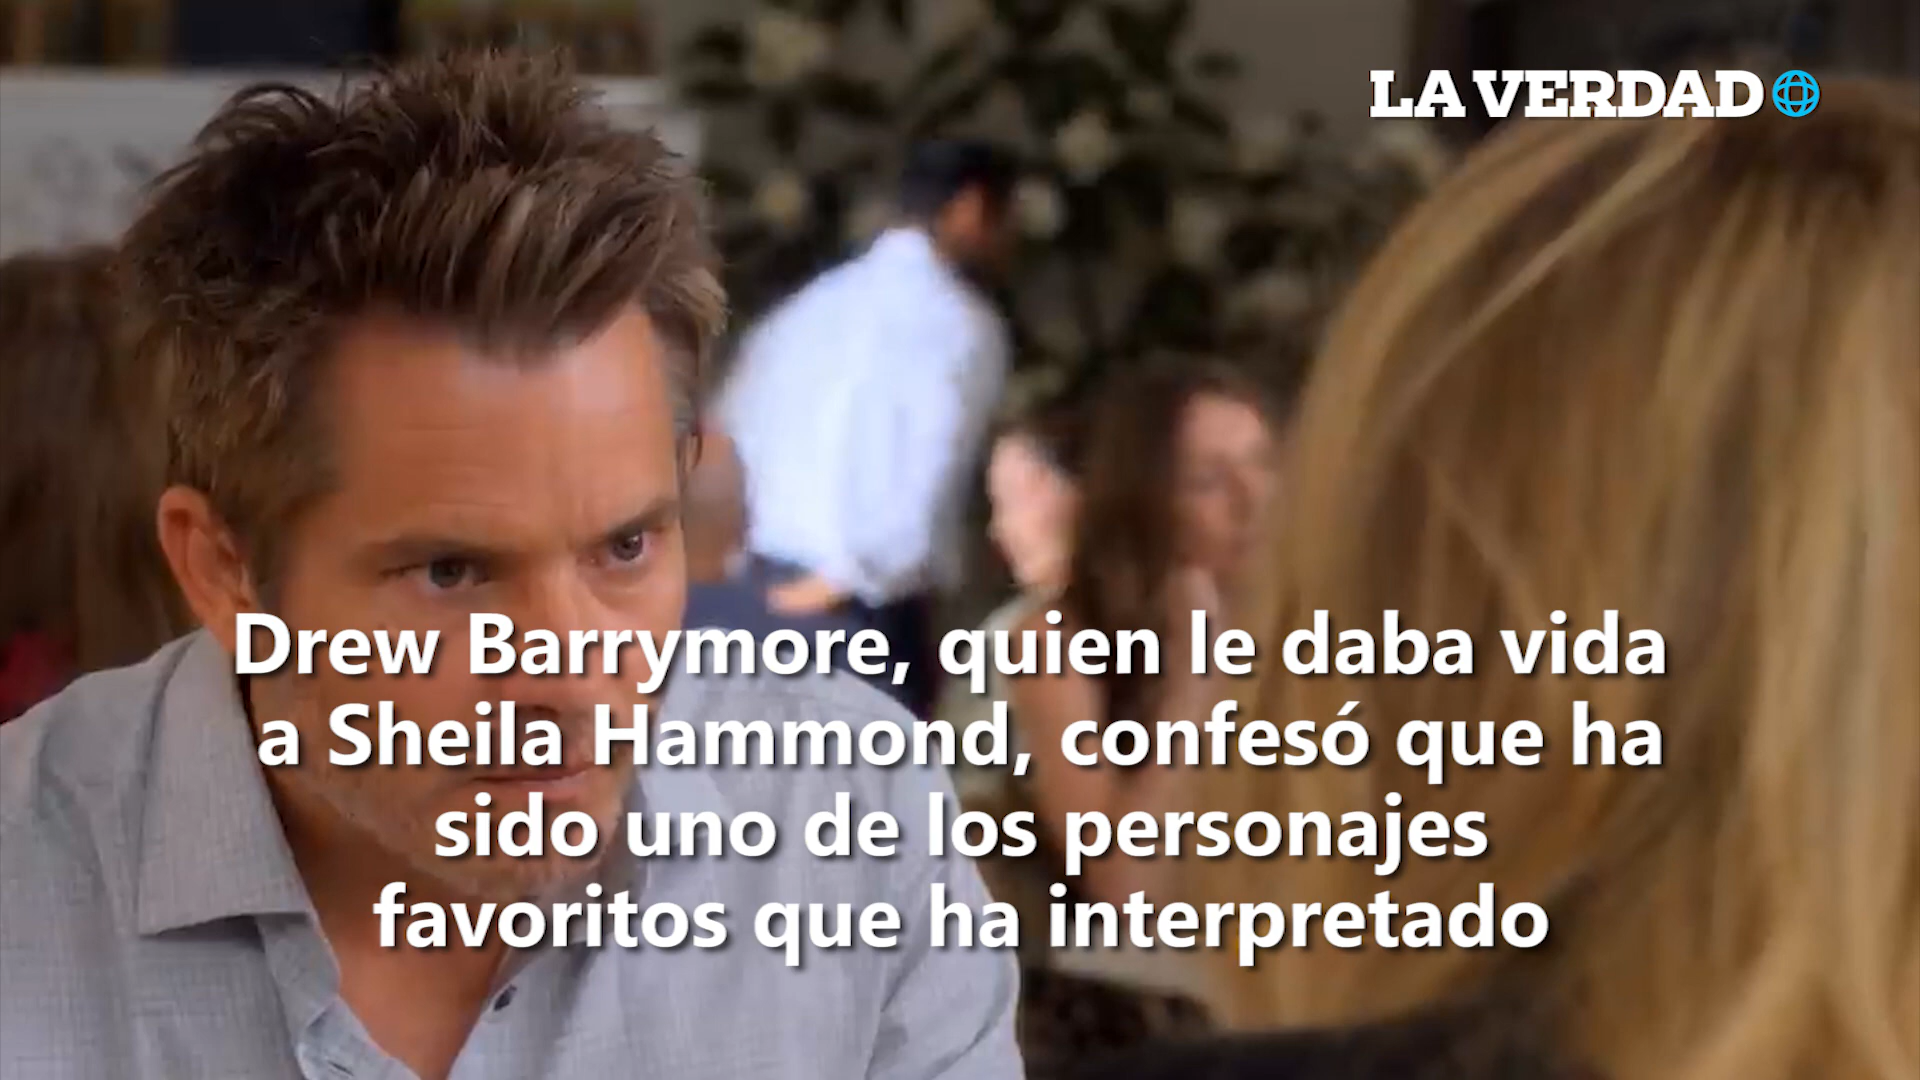 LA VERDAD
Drew Barrymore, quien le daba vida
a Sheila Hammond, confesó que ha
sido uno de los personajes
favoritos que ha interpretado